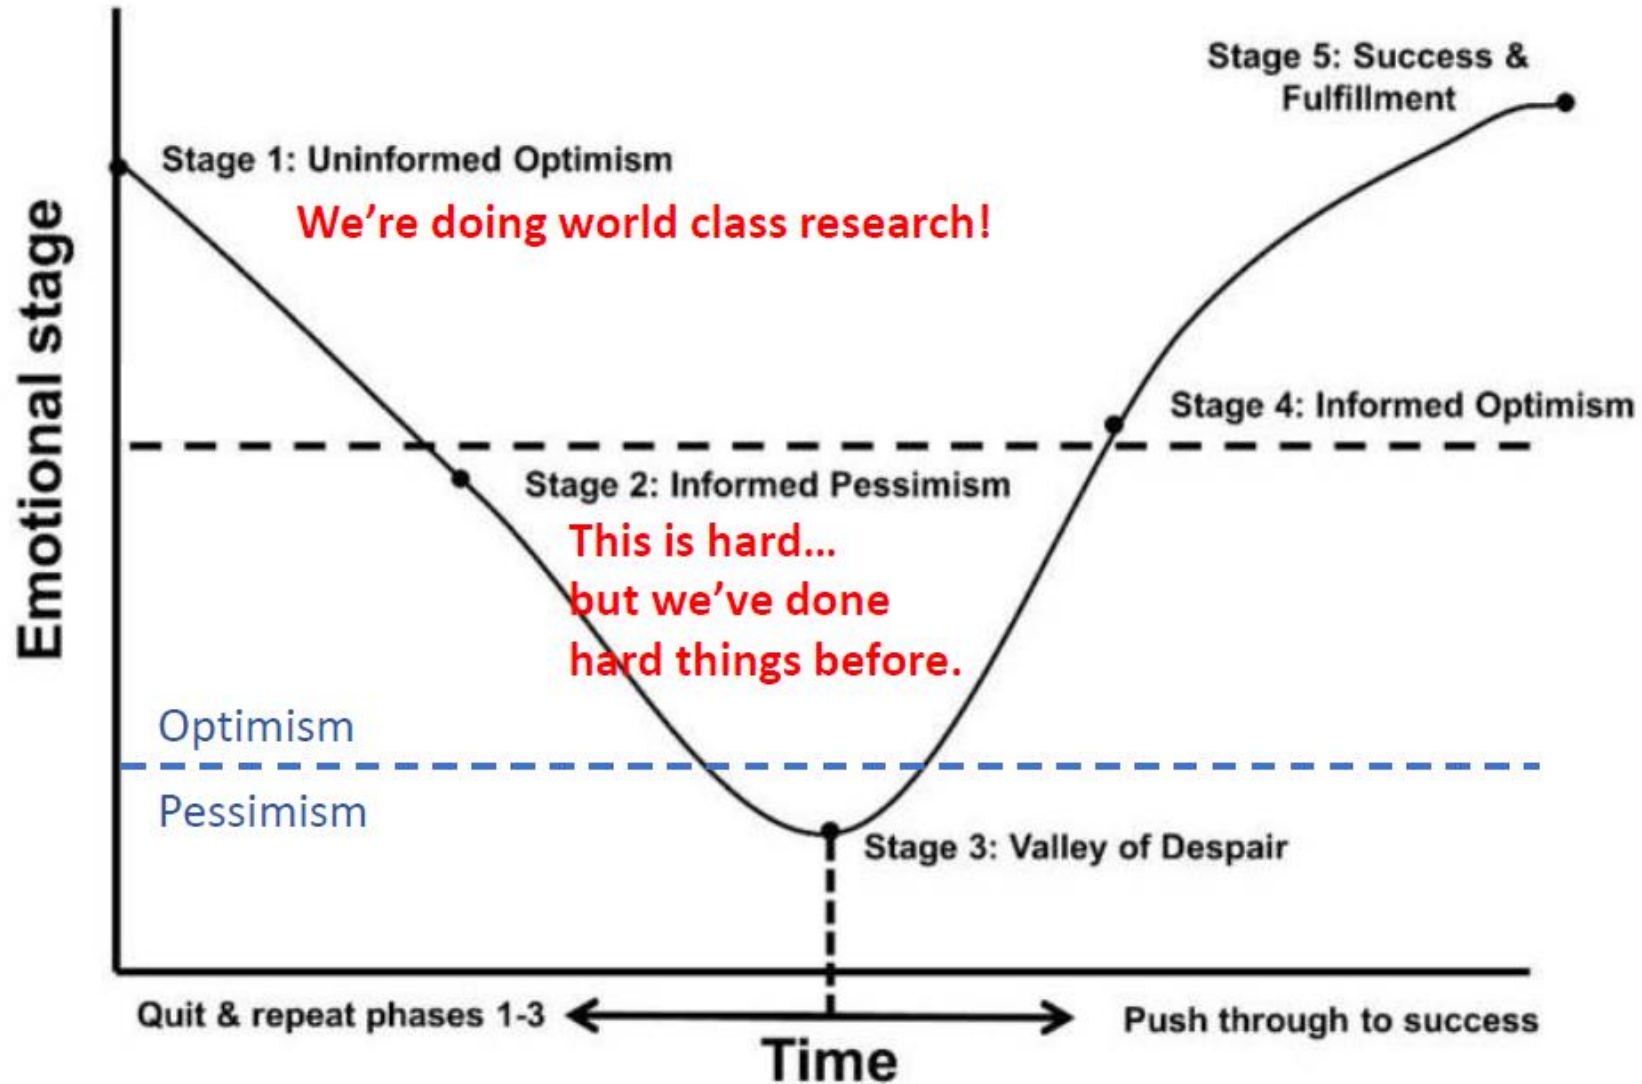 Stage 5: Success &
Fulfillment
Stage 1: Uninformed Optimism
We're doing world class research!
Emotional stage
Stage 4: Informed Optimism
Stage 2: Informed Pessimism
This is hard...
but we've done
hard things before.
Optimism
Pessimism
Stage 3: Valley of Despair
Quit & repeat phases 1-3
Push through to success
Time